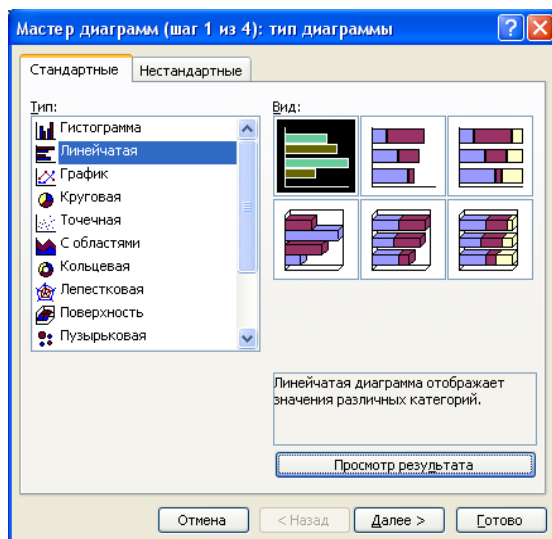 Мастер диаграмм (шаг 1 из 4): тип диаграммы
Стандартные
Нестандартные
Тип:
Гистограмма
Линейчатая
График
Круговая
Точечная
С областями
Кольцевая
Лепестковая
Поверхность
Пузырьковая
Вид:
Линейчатая диаграмма отображает
значения различных категорий.
Просмотр результата
Отмена
< Назад
Далее >
Готово